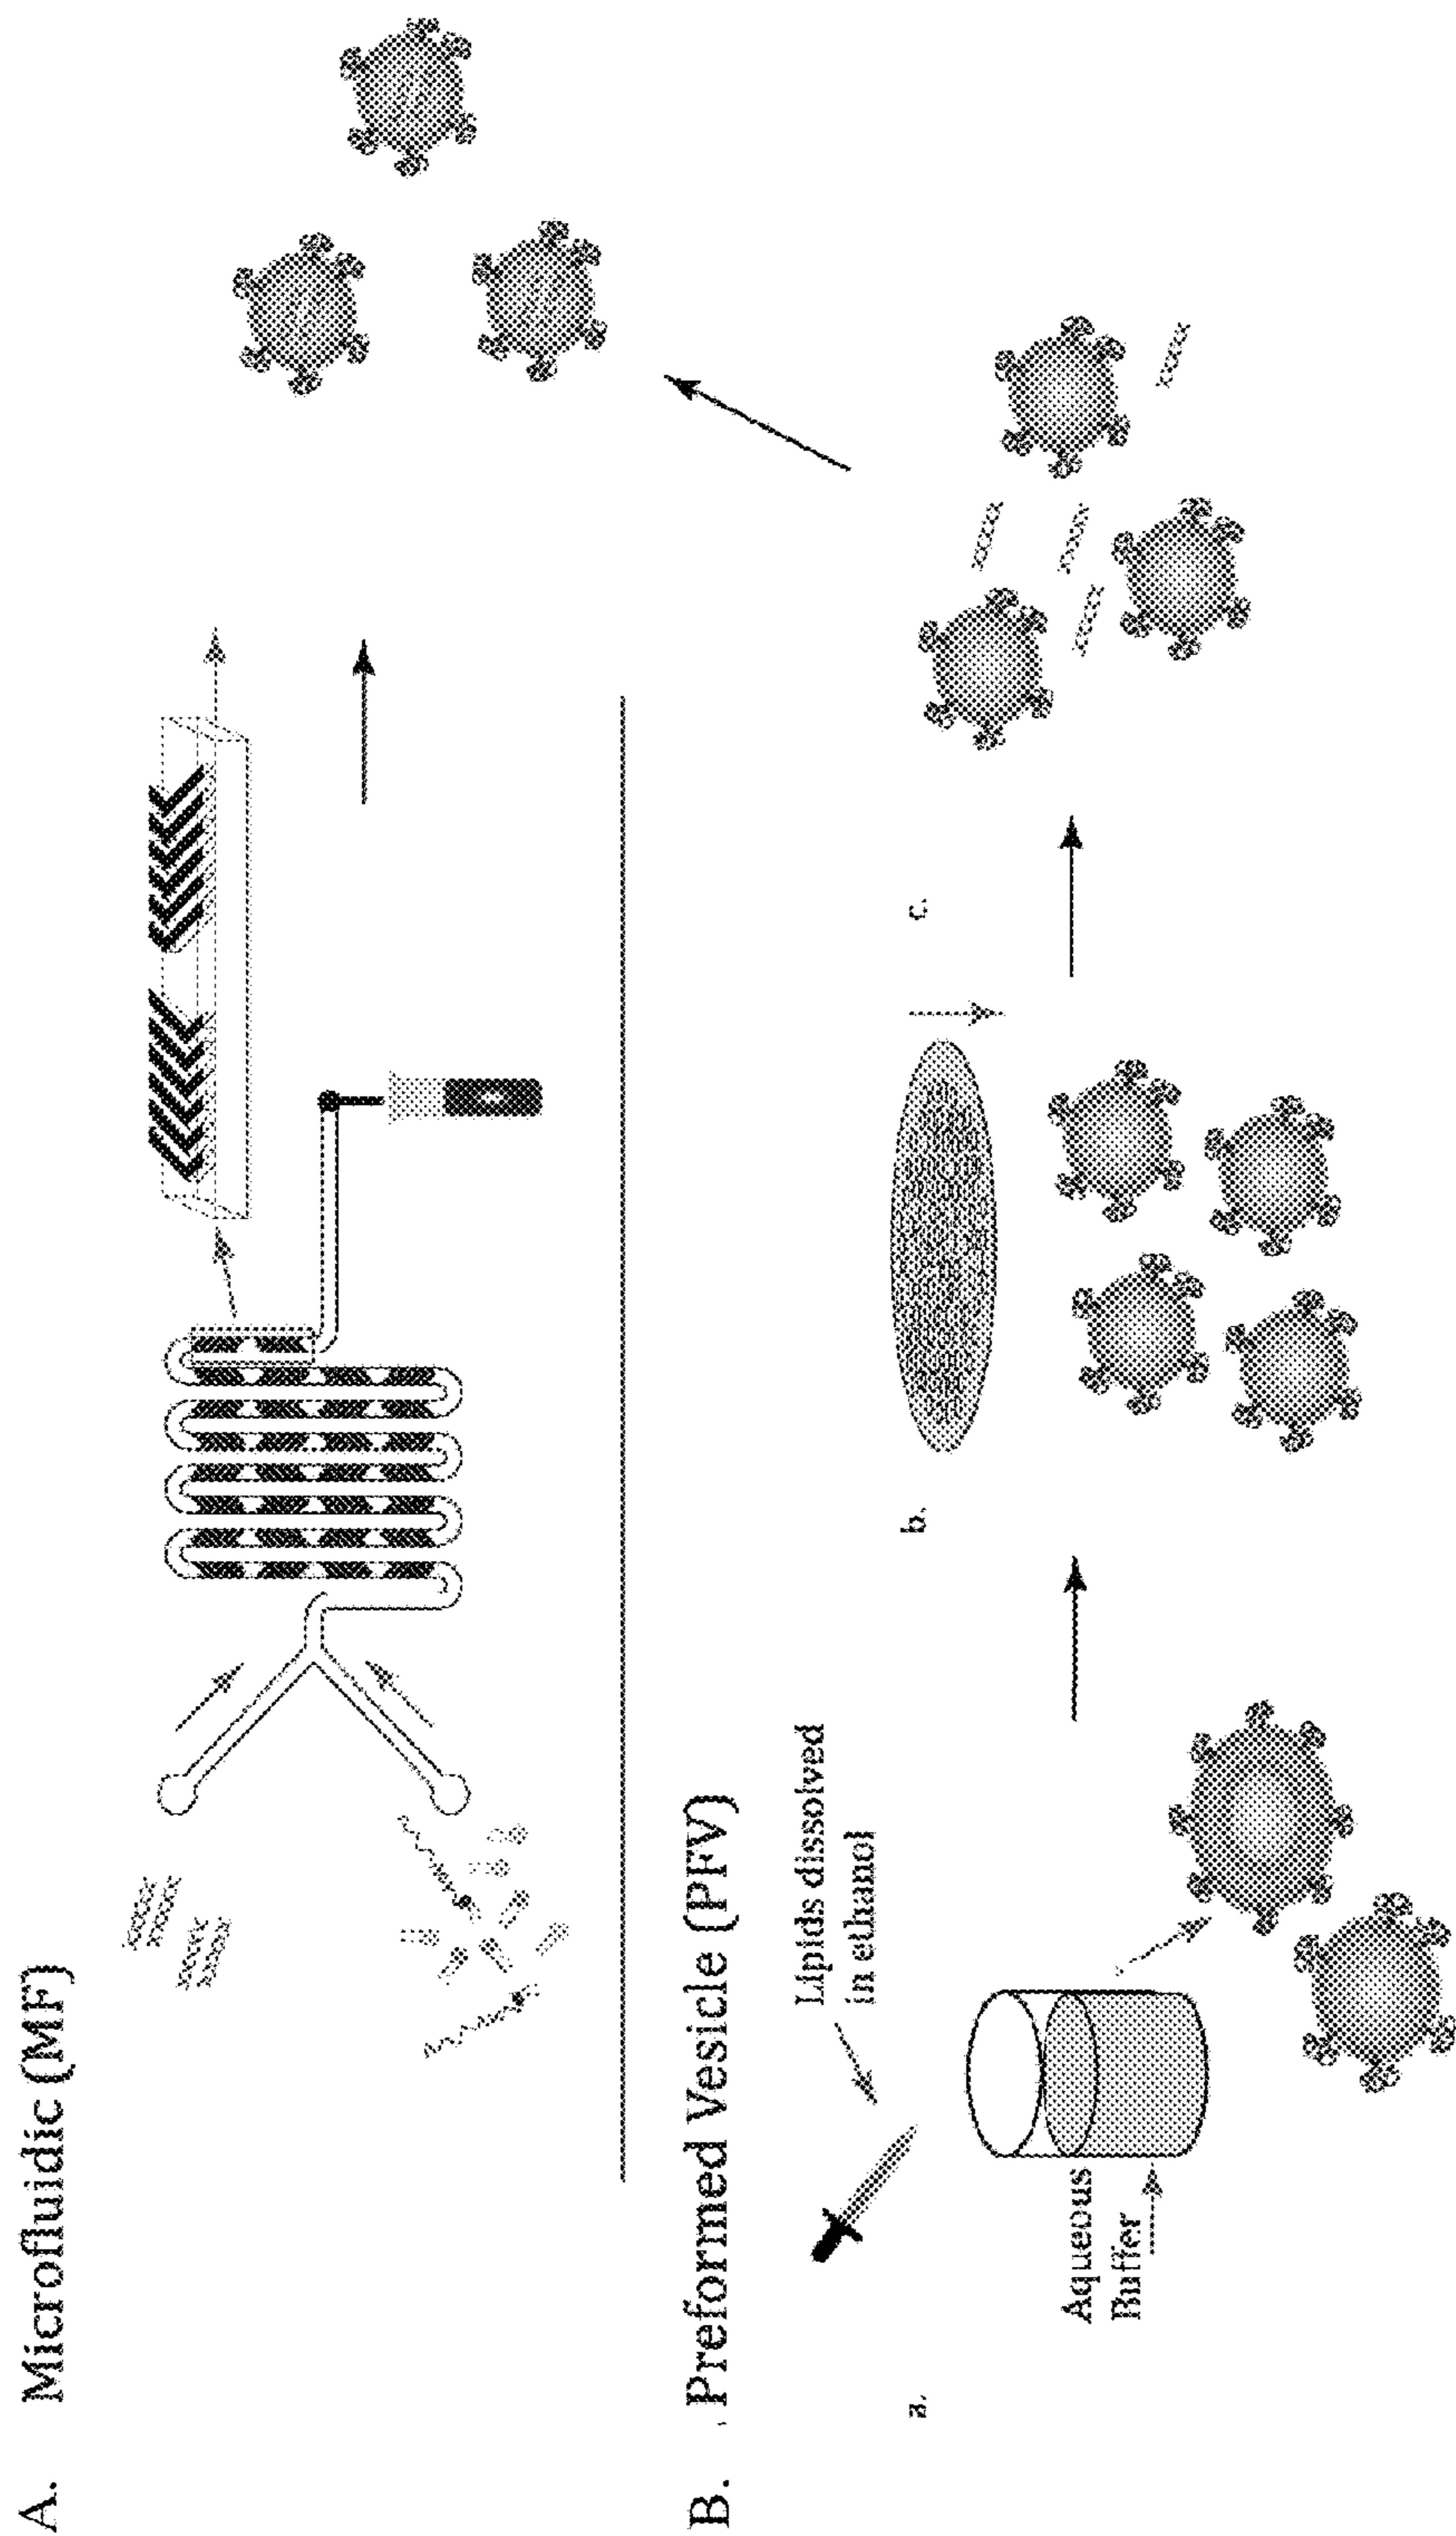 A. Microfluidic (MF)
B. Preformed Vesicle (PFV)
Lipids dissolved
in ethanol
a.
Aqueous
Buffer
b.
c.